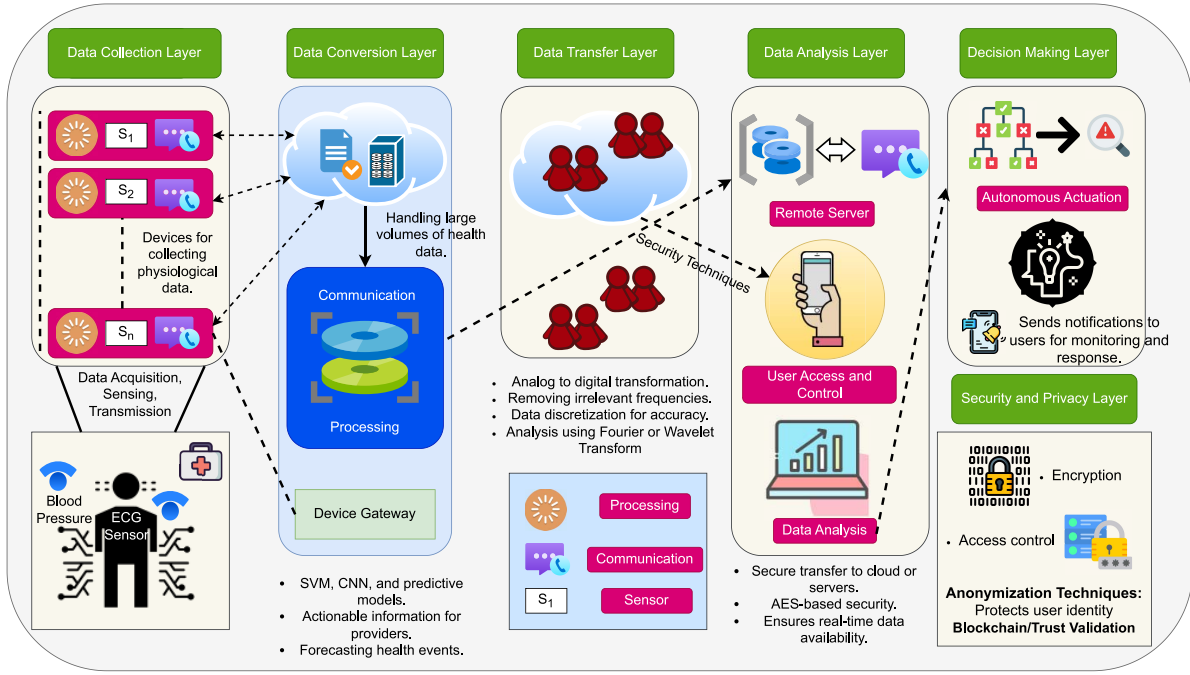 Data Collection Layer
S1
S2
Devices for
collecting
physiological
data.
Sn
Data Acquisition,
Sensing,
Transmission
Blood
Pressure
ECG
Sensor
Data Conversion Layer
Handling large
volumes of health
data.
Communication
Processing
Device Gateway
• SVM, CNN, and predictive
models.
• Actionable information for
providers.
• Forecasting health events.
Data Transfer Layer
Security Techniques
• Analog to digital transformation.
• Removing irrelevant frequencies.
• Data discretization for accuracy.
• Analysis using Fourier or Wavelet
Transform
Processing
Communication
S1
Sensor
Data Analysis Layer
Remote Server
User Access and
Control
Data Analysis
• Secure transfer to cloud or
servers.
• AES-based security.
• Ensures real-time data
availability.
Decision Making Layer
Autonomous Actuation
Sends notifications to
users for monitoring and
response.
Security and Privacy Layer
• Encryption
• Access control
Anonymization Techniques:
Protects user identity
Blockchain/Trust Validation